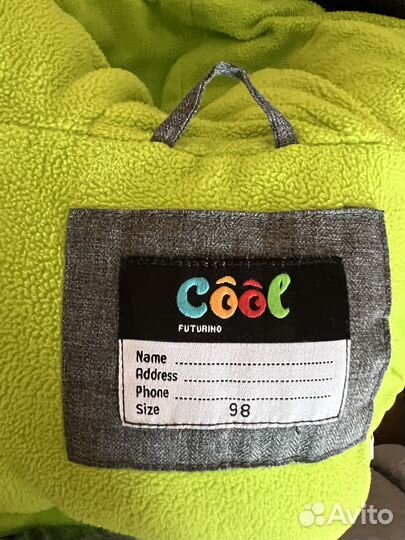 cool
FUTURINO
Name
Address
Phone
Size 98
Avito